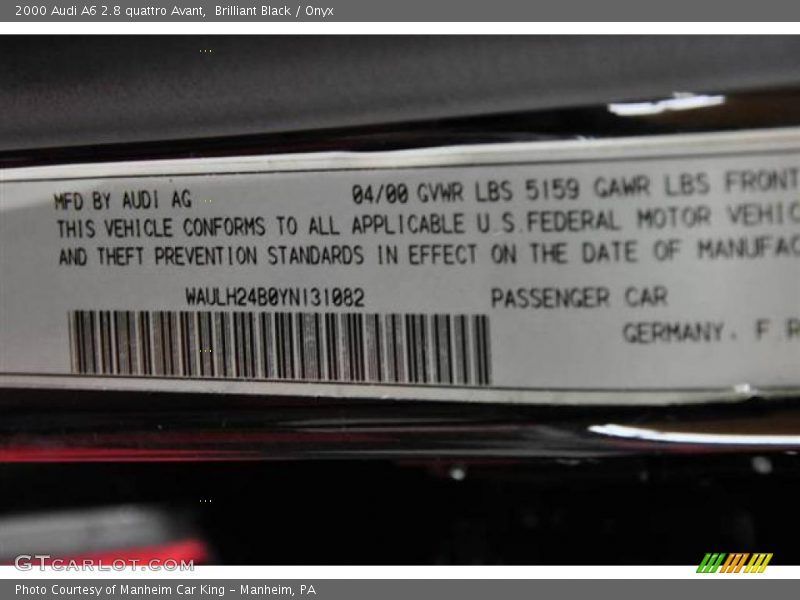 2000 Audi A6 2.8 quattro Avant, Brilliant Black / Onyx
MFD BY AUDI AG 04/00 GVWR LBS 5159 GAWR LBS FRONT
THIS VEHICLE CONFORMS TO ALL APPLICABLE U.S.FEDERAL MOTOR VEHIC
AND THEFT PREVENTION STANDARDS IN EFFECT ON THE DATE OF MANUFAC
WAULH24B0YN131082 PASSENGER CAR
GERMANY. F R
GTCARLOT.COM
Photo Courtesy of Manheim Car King - Manheim, PA